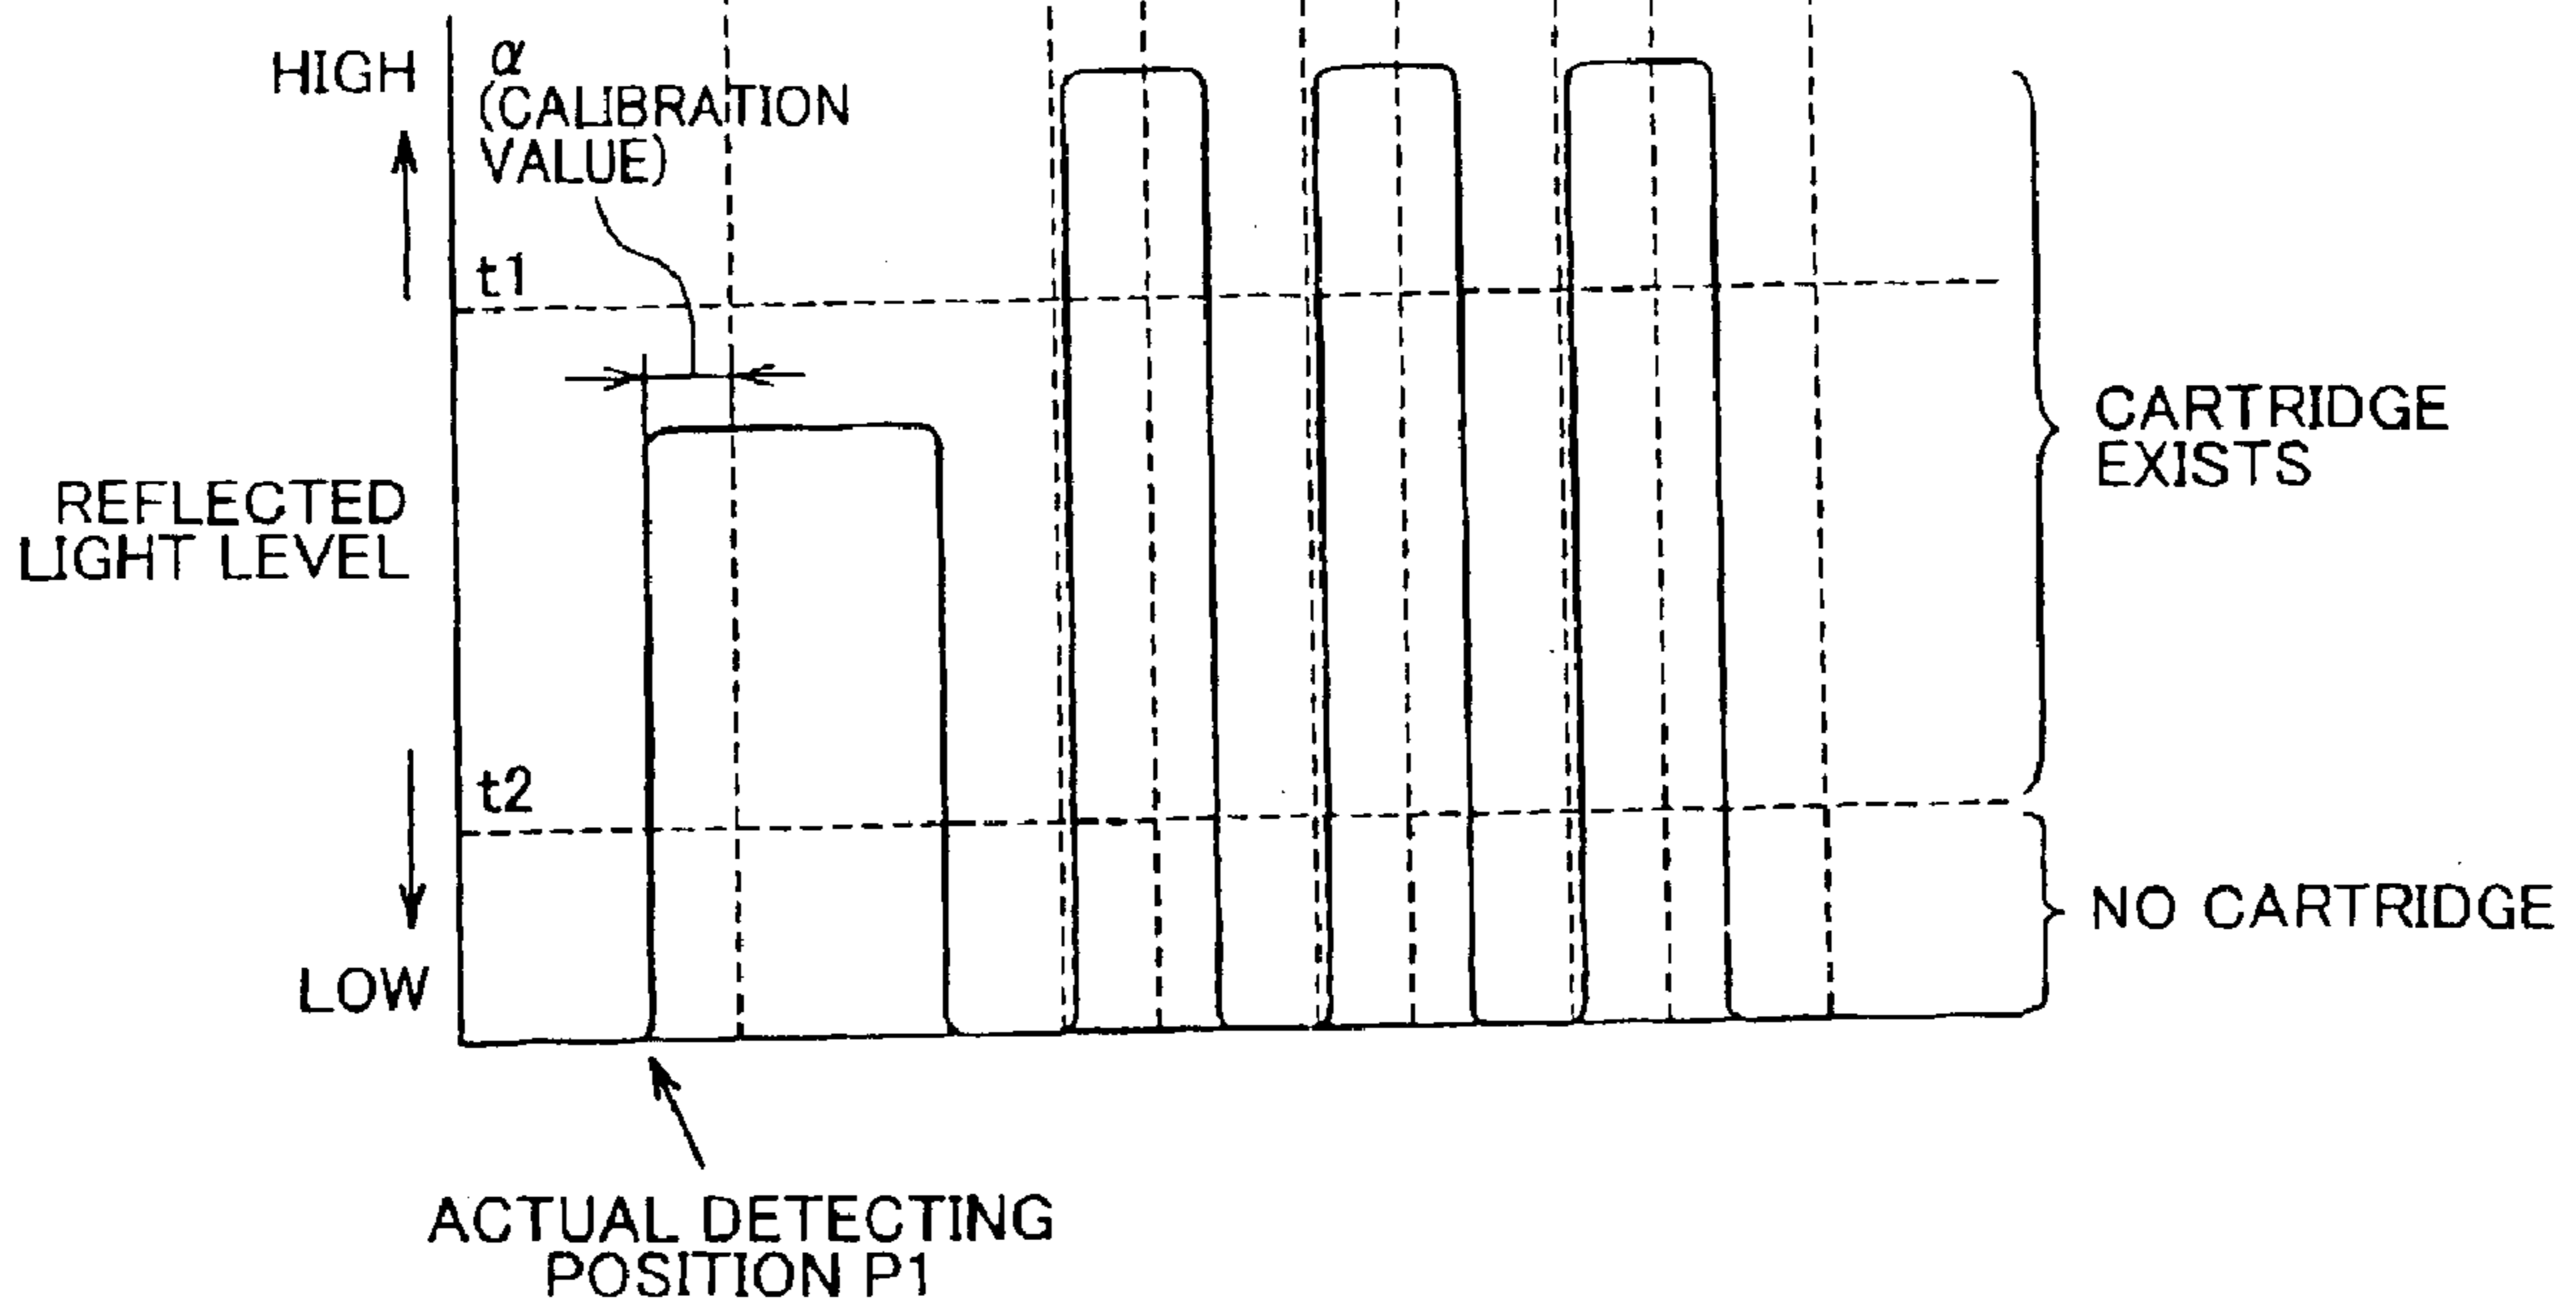 HIGH
α
(CALIBRATION
VALUE)
t1
REFLECTED
LIGHT LEVEL
CARTRIDGE
EXISTS
t2
NO CARTRIDGE
LOW
ACTUAL DETECTING
POSITION P1